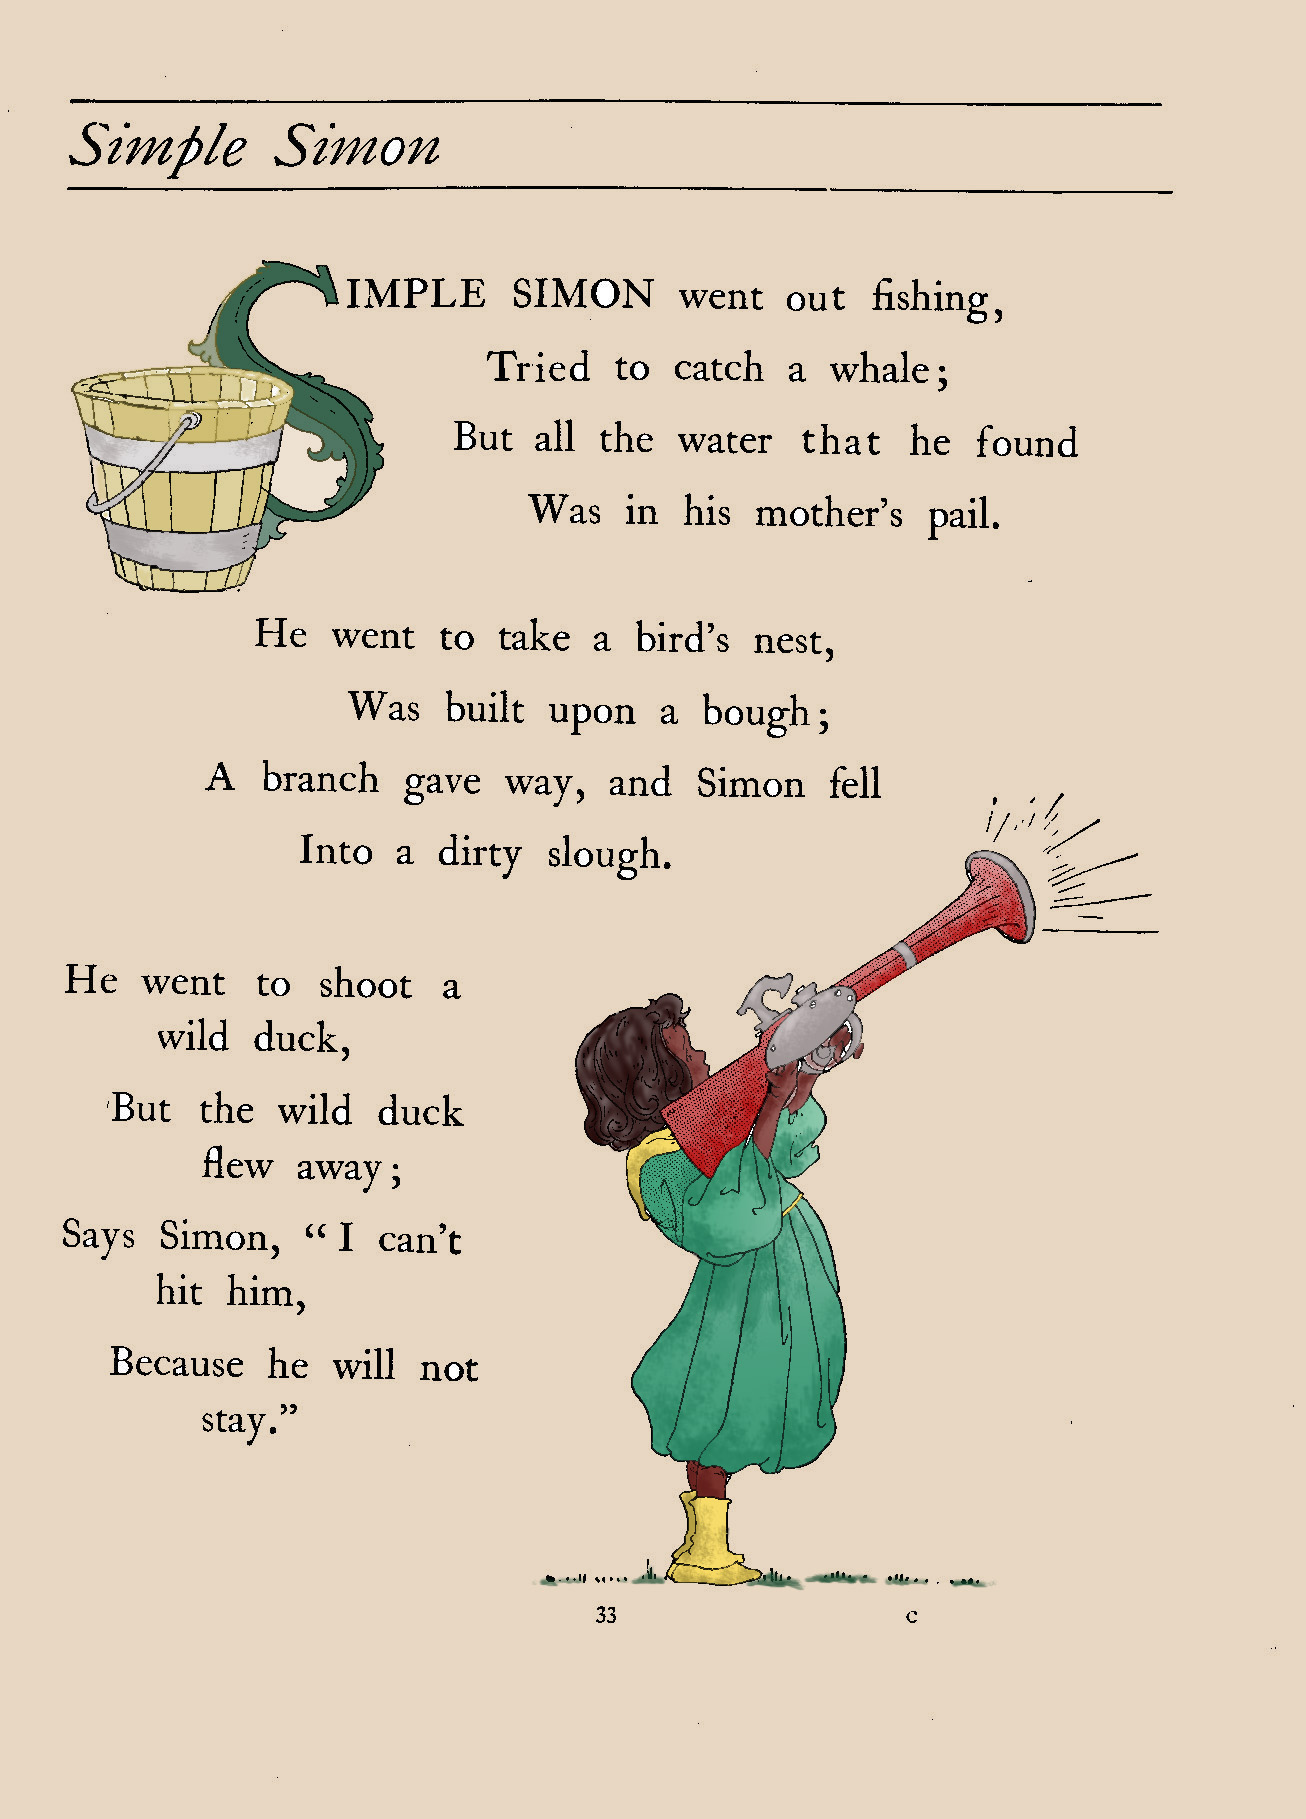 Simple Simon
SIMPLE SIMON went out fishing,
Tried to catch a whale;
But all the water that he found
Was in his mother's pail.
He went to take a bird's nest,
Was built upon a bough;
A branch gave way, and Simon fell
Into a dirty slough.
He went to shoot a
wild duck,
But the wild duck
flew away;
Says Simon, “ I can't
hit him,
Because he will not
stay.”
33 c